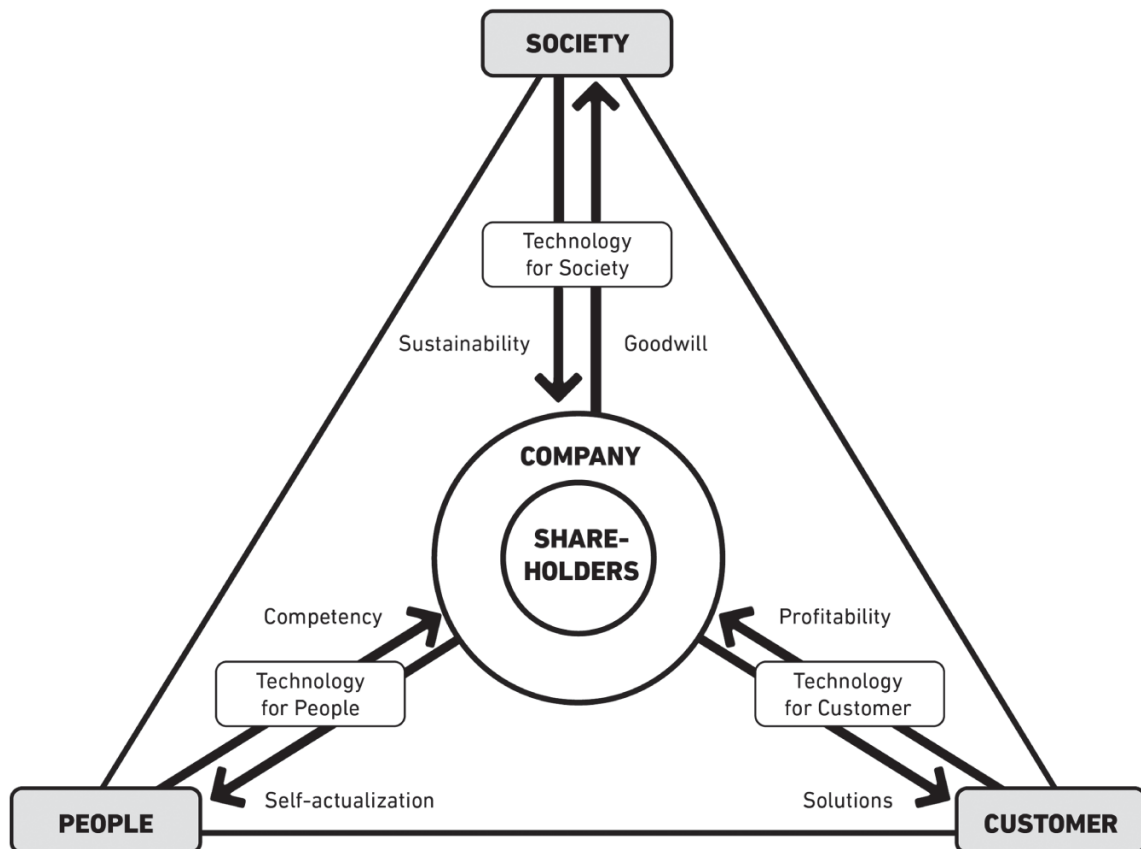 SOCIETY
Technology
for Society
Sustainability
Goodwill
COMPANY
SHARE-
HOLDERS
Competency
Profitability
Technology
for People
Technology
for Customer
Self-actualization
Solutions
PEOPLE
CUSTOMER